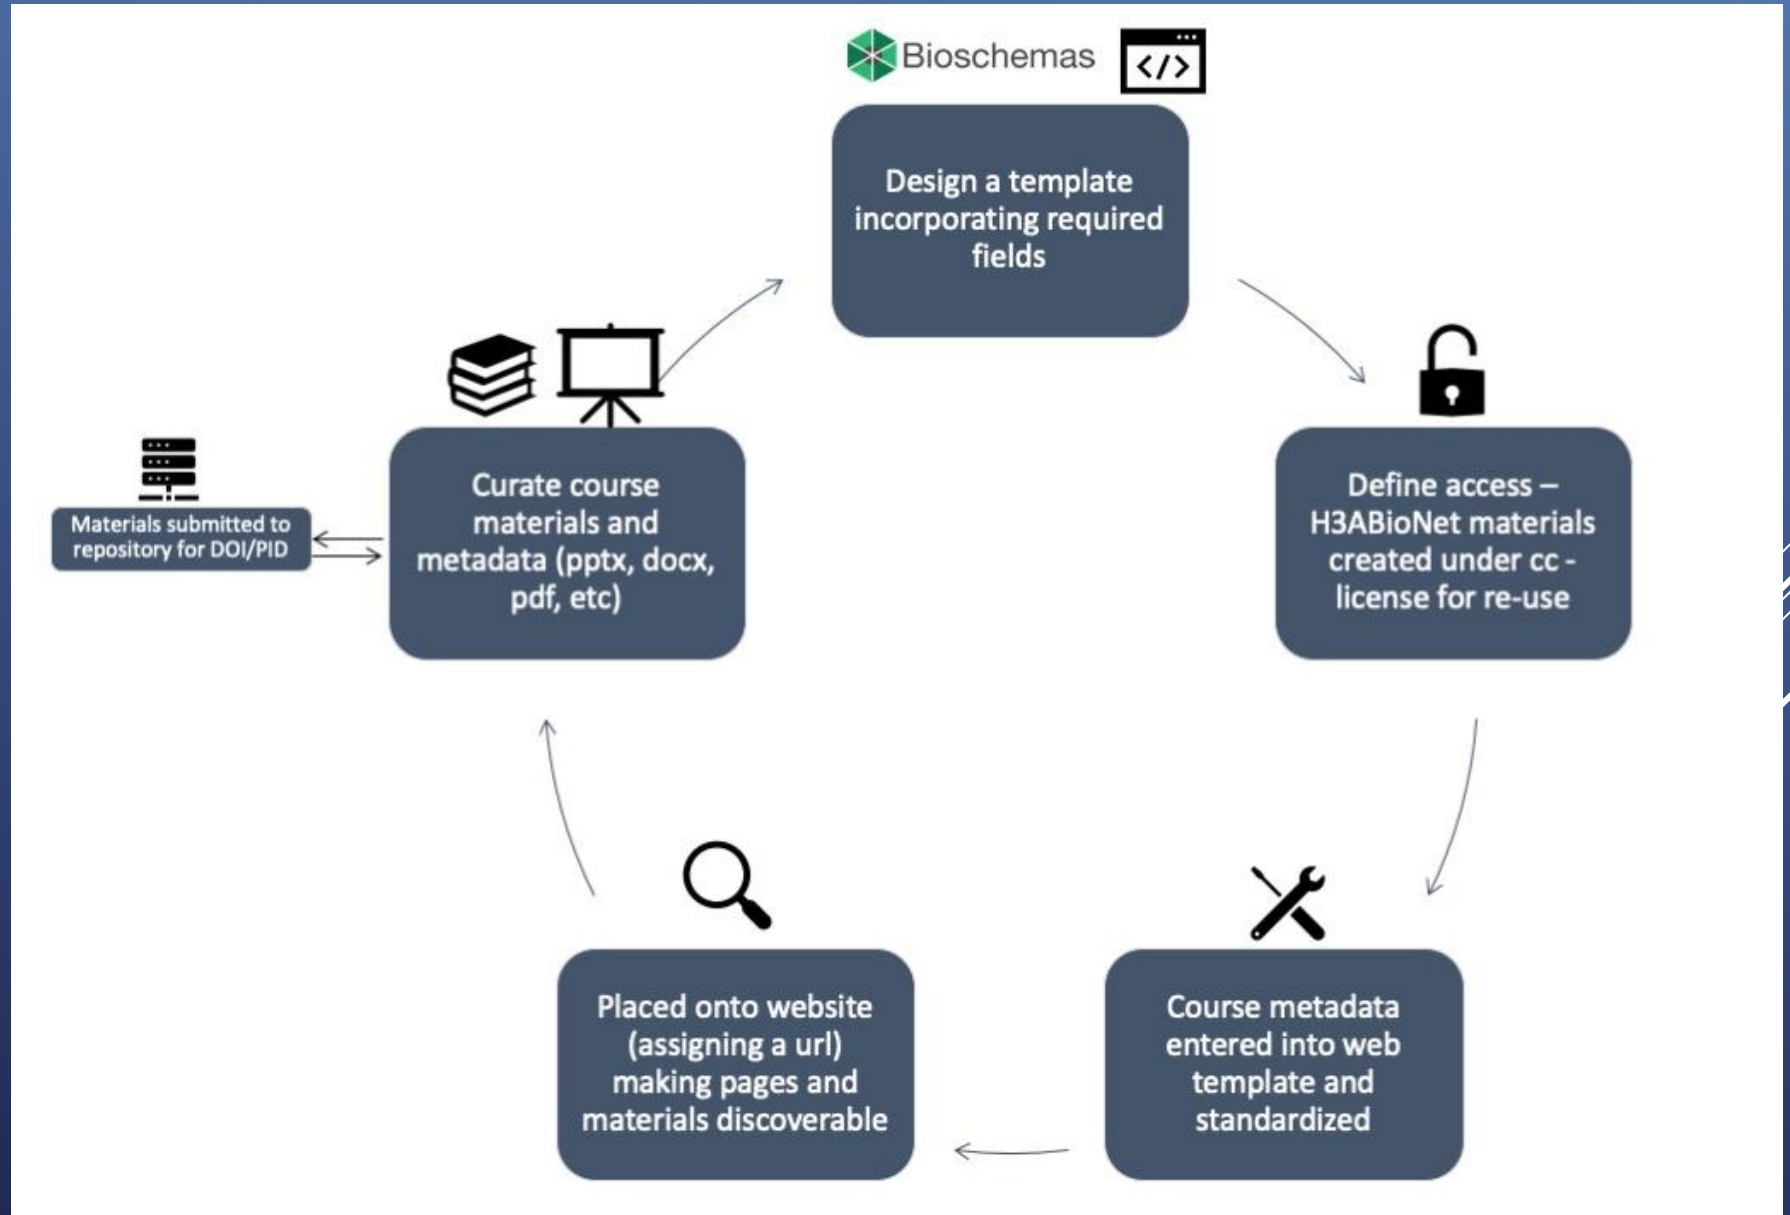 Bioschemas
</>
Design a template
incorporating required
fields
Define access –
H3ABioNet materials
created under cc -
license for re-use
Course metadata
entered into web
template and
standardized
Placed onto website
(assigning a url)
making pages and
materials discoverable
Curate course
materials and
metadata (pptx, docx,
pdf, etc)
Materials submitted to
repository for DOI/PID